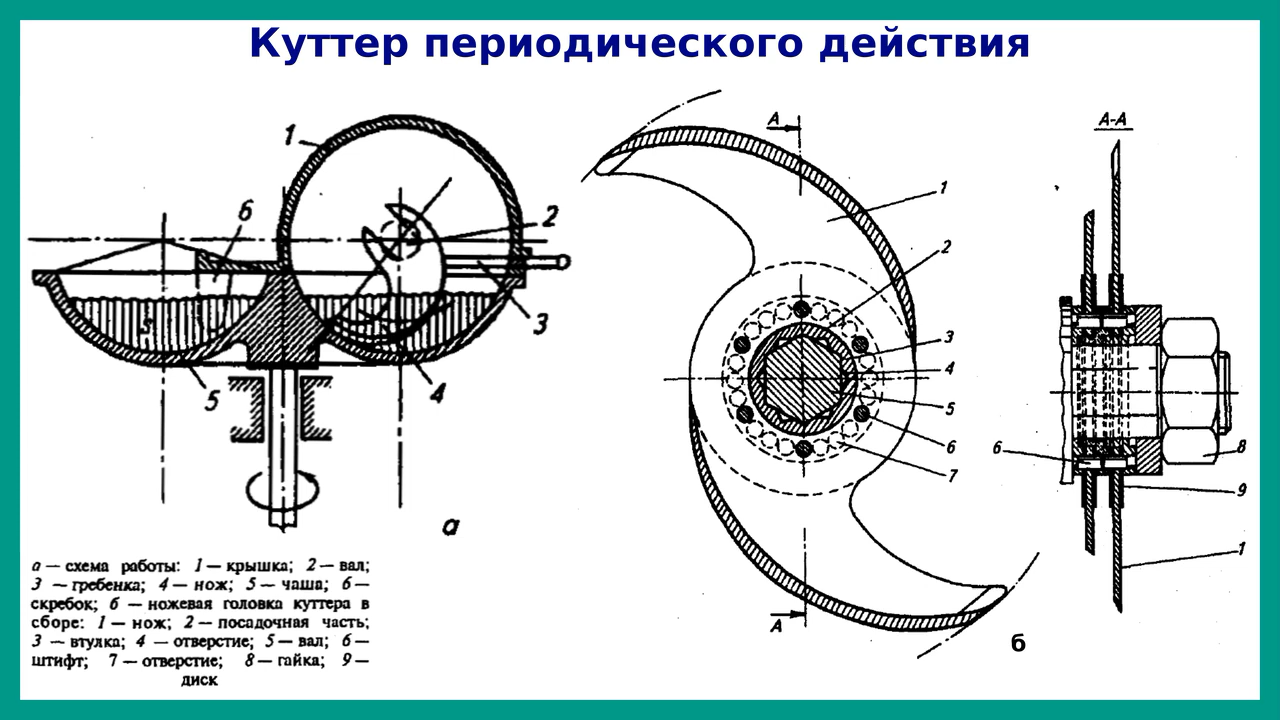 Куттер периодического действия
1
6
2
3
5
4
а
А
1
2
3
4
5
6
7
А
б
А-А
6
8
9
1
а — схема работы: 1 — крышка; 2 — вал;
3 — гребенка; 4 — нож; 5 — чаша; 6 —
скребок; б — ножевая головка куттера в
сборе: 1 — нож; 2 — посадочная часть;
3 — втулка; 4 — отверстие; 5 — вал; 6 —
штифт; 7 — отверстие; 8 — гайка; 9 —
диск